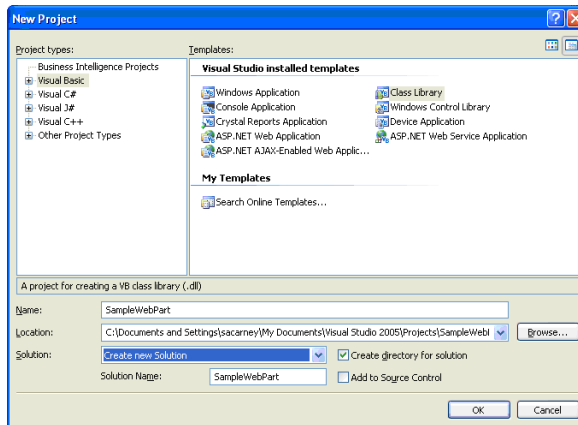 New Project
Project types:
Templates:
Business Intelligence Projects
Visual Basic
Visual C#
Visual J#
Visual C++
Other Project Types
Visual Studio installed templates
Windows Application
Class Library
Console Application
Windows Control Library
Crystal Reports Application
Device Application
ASP.NET Web Application
ASP.NET Web Service Application
ASP.NET AJAX-Enabled Web Applic...
My Templates
Search Online Templates...
A project for creating a VB class library (.dll)
Name: SampleWebPart
Location: C:\Documents and Settings\sacarney\My Documents\Visual Studio 2005\Projects\SampleWebI Browse...
Solution: Create new Solution Create directory for solution
Solution Name: SampleWebPart Add to Source Control
OK Cancel